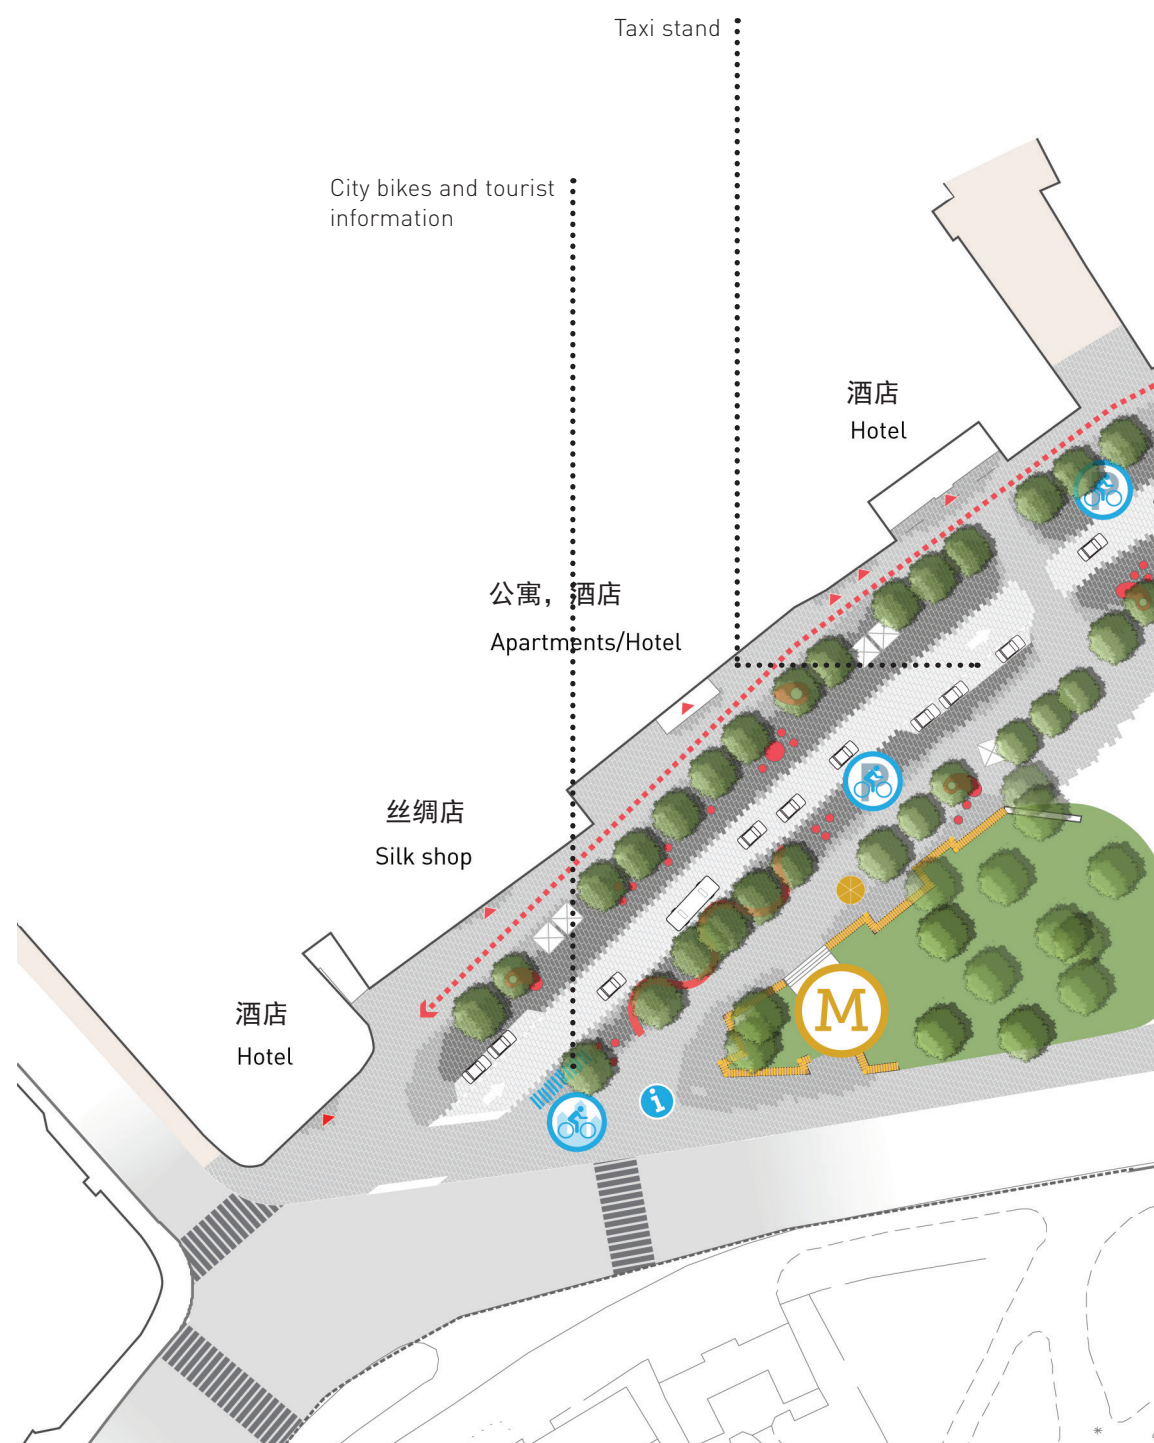 Taxi stand
City bikes and tourist
information
酒店
Hotel
公寓，酒店
Apartments/Hotel
丝绸店
Silk shop
酒店
Hotel
P
P
M
i